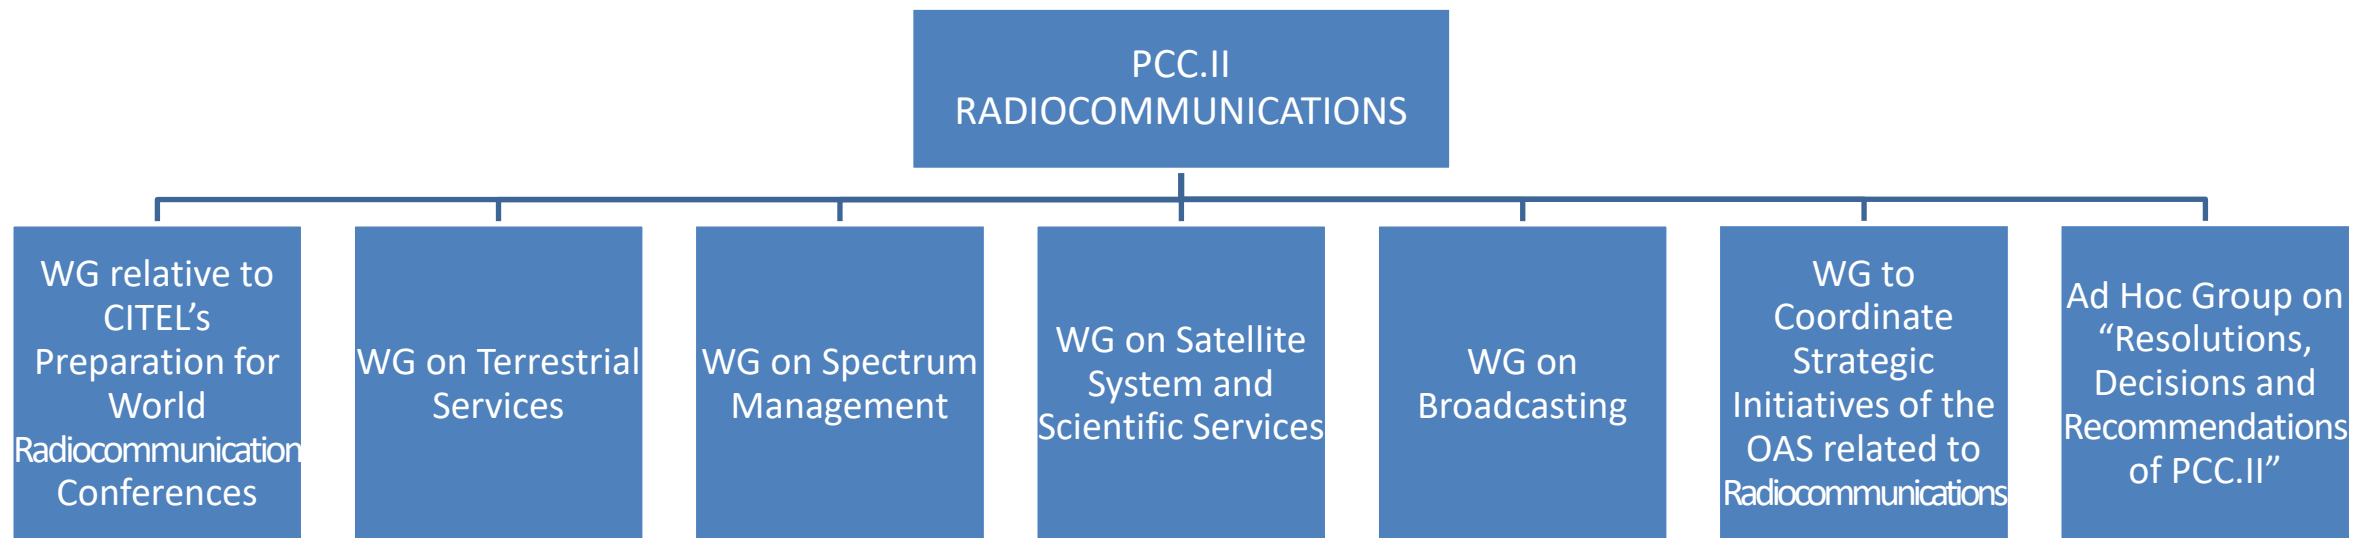 PCC.II
RADIOCOMMUNICATIONS
WG relative to
CITEL’s
Preparation for
World
Radiocommunication
Conferences
WG on Terrestrial
Services
WG on Spectrum
Management
WG on Satellite
System and
Scientific Services
WG on
Broadcasting
WG to
Coordinate
Strategic
Initiatives of the
OAS related to
Radiocommunications
Ad Hoc Group on
“Resolutions,
Decisions and
Recommendations
of PCC.II”